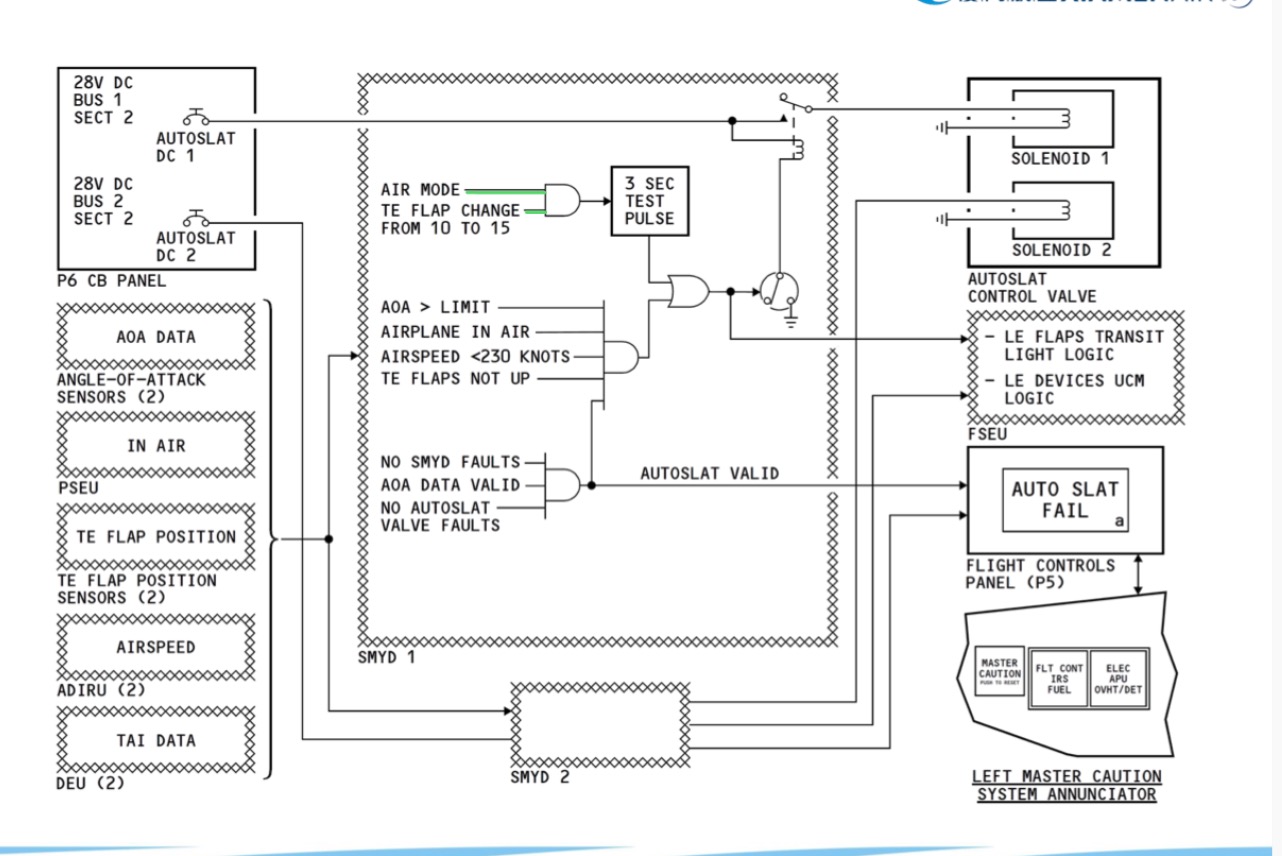 28V DC
BUS 1
SECT 2
AUTOSLAT
DC 1
28V DC
BUS 2
SECT 2
AUTOSLAT
DC 2
P6 CB PANEL
AOA DATA
ANGLE-OF-ATTACK
SENSORS (2)
IN AIR
PSEU
TE FLAP POSITION
TE FLAP POSITION
SENSORS (2)
AIRSPEED
ADIRU (2)
TAI DATA
DEU (2)
AIR MODE
TE FLAP CHANGE
FROM 10 TO 15
3 SEC
TEST
PULSE
AOA > LIMIT
AIRPLANE IN AIR
AIRSPEED <230 KNOTS
TE FLAPS NOT UP
NO SMYD FAULTS
AOA DATA VALID
NO AUTOSLAT
VALVE FAULTS
AUTOSLAT VALID
SMYD 1
SMYD 2
SOLENOID 1
SOLENOID 2
AUTOSLAT
CONTROL VALVE
- LE FLAPS TRANSIT
LIGHT LOGIC
- LE DEVICES UCM
LOGIC
FSEU
AUTO SLAT
FAIL
a
FLIGHT CONTROLS
PANEL (P5)
MASTER
CAUTION
PUSH TO RESET
FLT CONT
IRS
FUEL
ELEC
APU
OVHT/DET
LEFT MASTER CAUTION
SYSTEM ANNUNCIATOR